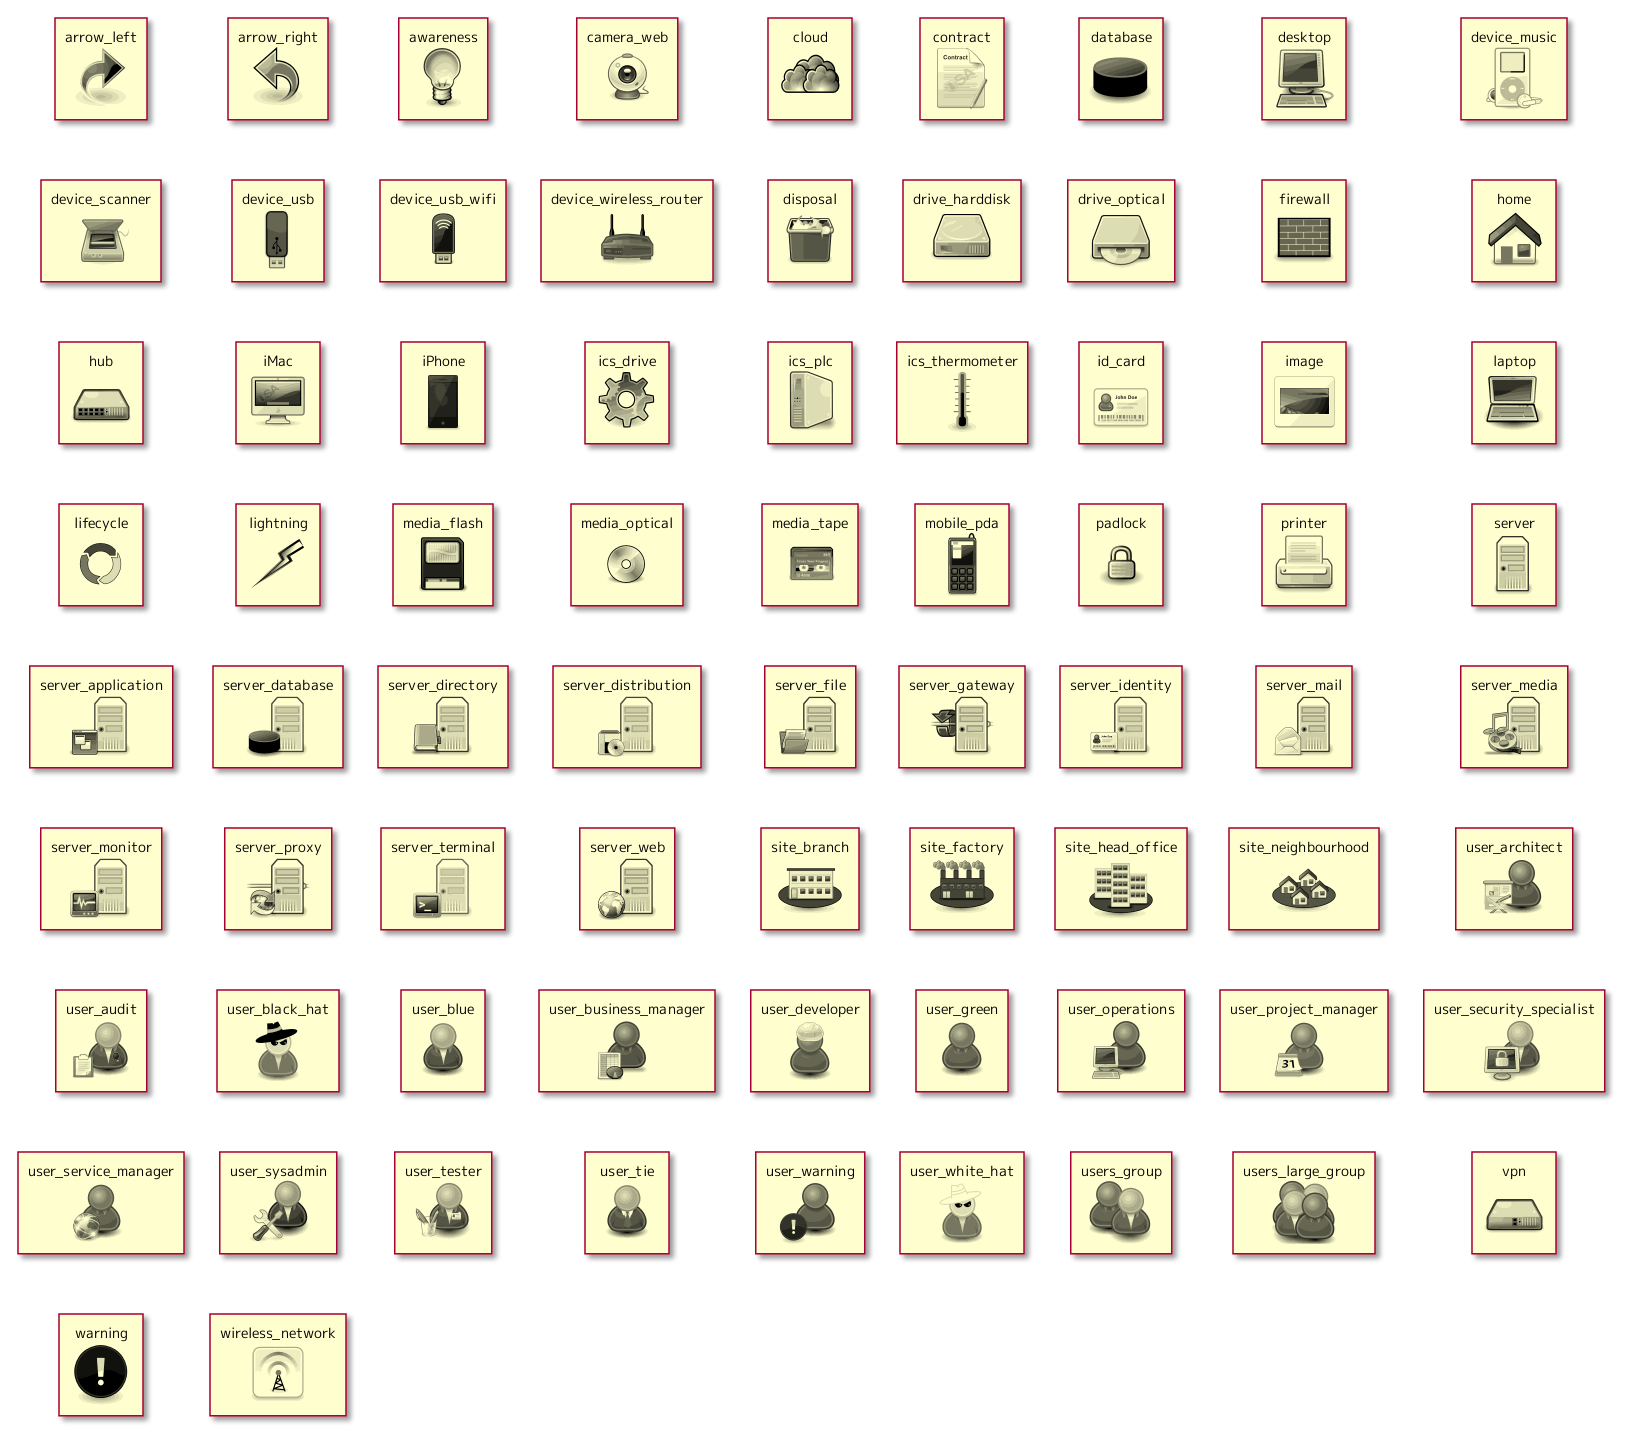 arrow_left
arrow_right
awareness
camera_web
cloud
contract
Contract
database
desktop
device_music
device_scanner
device_usb
device_usb_wifi
device_wireless_router
disposal
drive_harddisk
drive_optical
firewall
home
hub
iMac
iPhone
ics_drive
ics_plc
ics_thermometer
id_card
John Doe
image
laptop
lifecycle
lightning
media_flash
media_optical
media_tape
mobile_pda
padlock
printer
server
server_application
server_database
server_directory
server_distribution
server_file
server_gateway
server_identity
server_mail
server_media
server_monitor
server_proxy
server_terminal
>_
server_web
site_branch
site_factory
site_head_office
site_neighbourhood
user_architect
user_audit
user_black_hat
user_blue
user_business_manager
user_developer
user_green
user_operations
user_project_manager
31
user_security_specialist
user_service_manager
user_sysadmin
user_tester
user_tie
user_warning
!
user_white_hat
users_group
users_large_group
vpn
warning
!
wireless_network